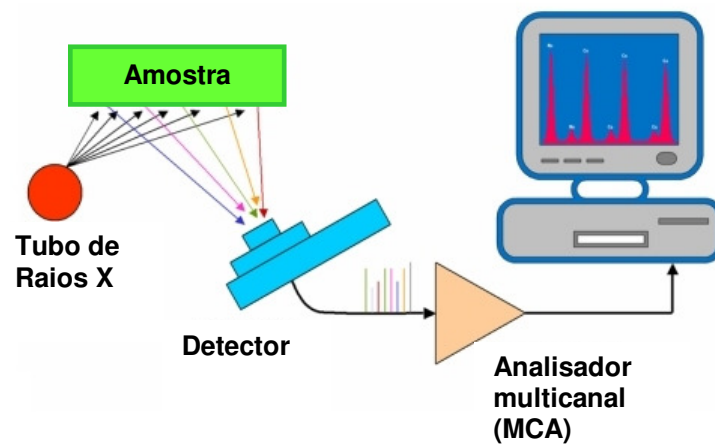 Amostra
Tubo de
Raios X
Detector
Analisador
multicanal
(MCA)